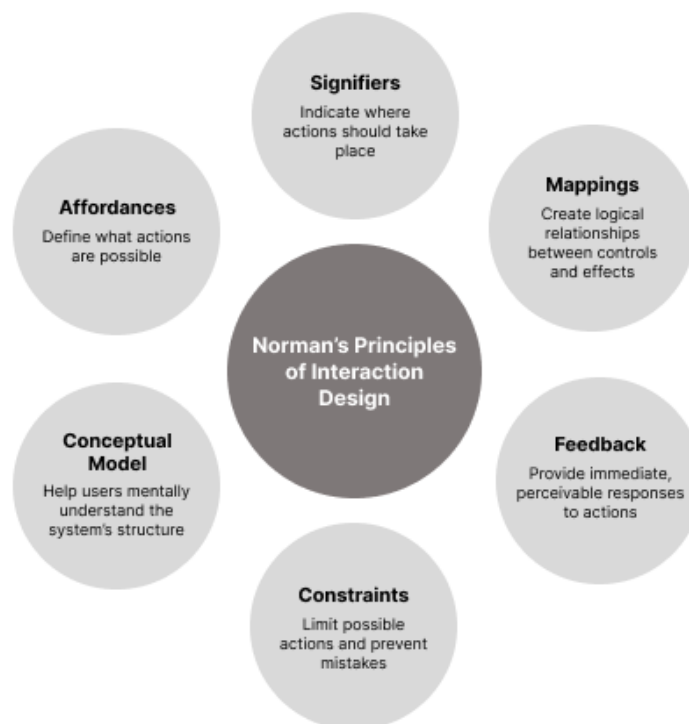 Signifiers
Indicate where
actions should take
place
Affordances
Define what actions
are possible
Mappings
Create logical
relationships
between controls
and effects
Norman’s Principles
of Interaction
Design
Conceptual
Model
Help users mentally
understand the
system’s structure
Feedback
Provide immediate,
perceivable responses
to actions
Constraints
Limit possible
actions and prevent
mistakes